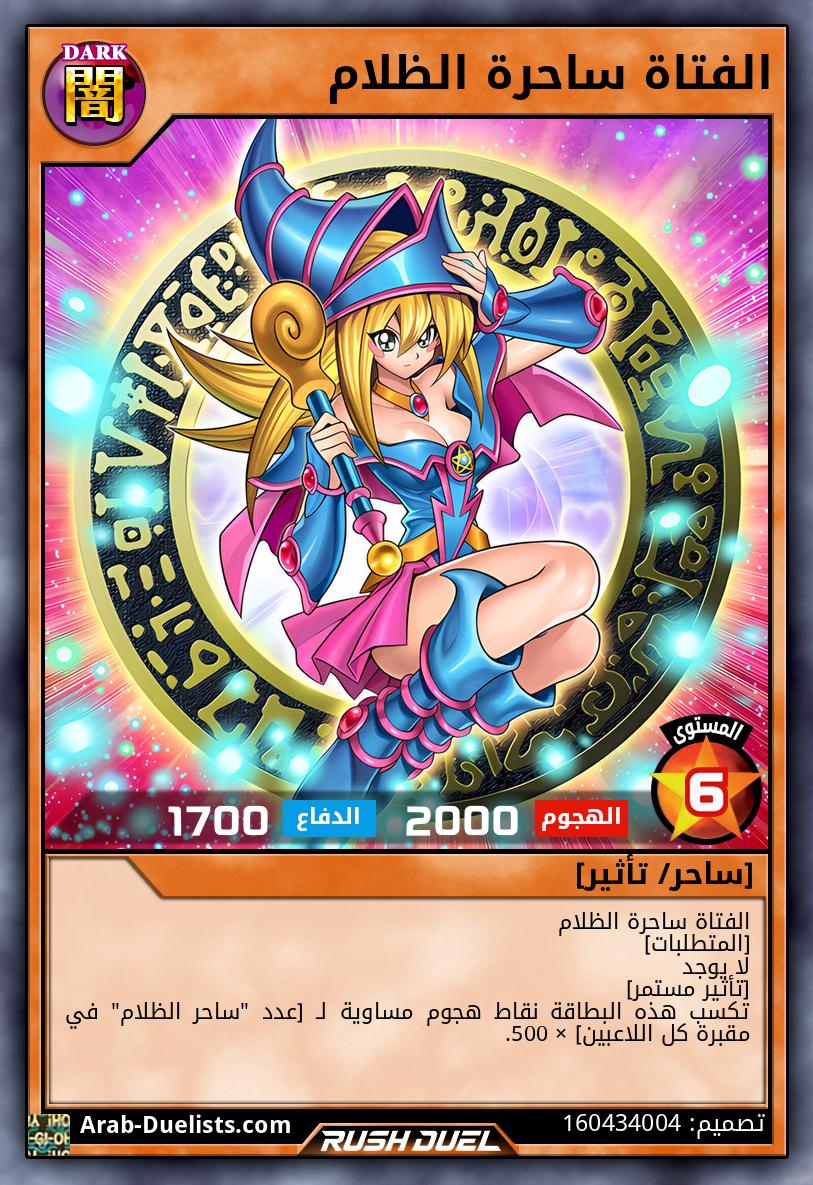 الفتاة ساحرة الظلام
DARK
闇
المستوى
6
الهجوم 2000 الدفاع 1700
[ساحر/ تأثير]
الفتاة ساحرة الظلام
[المتطلبات]
لا يوجد
[تأثير مستمر]
تكسب هذه البطاقة نقاط هجوم مساوية لـ [عدد "ساحر الظلام" في
مقبرة كل اللاعبين] × 500.
تصميم: 160434004
RUSH DUEL
Arab-Duelists.com